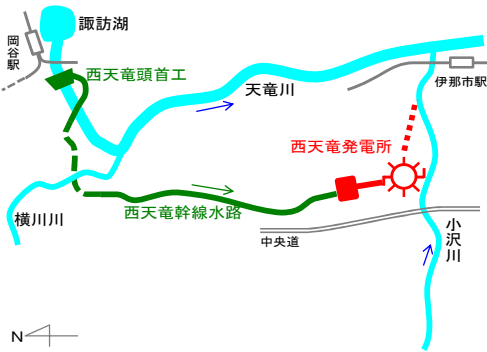 諏訪湖
岡谷駅
西天竜頭首工
天竜川
伊那市駅
西天竜発電所
横川川
西天竜幹線水路
中央道
小沢川
N